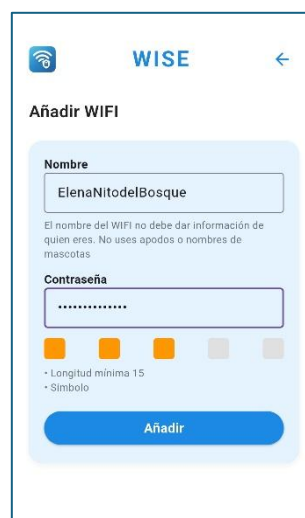 WISE
Añadir WIFI
Nombre
ElenaNitodelBosque
El nombre del WIFI no debe dar información de
quien eres. No uses apodos o nombres de
mascotas
Contraseña
••••••••••••••
• Longitud mínima 15
• Simbolo
Añadir